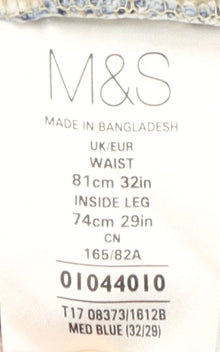 M&S
MADE IN BANGLADESH
UK/EUR
WAIST
81cm 32in
INSIDE LEG
74cm 29in
CN
165/82A
01044010
T17 08373/1612B
MED BLUE (32/29)